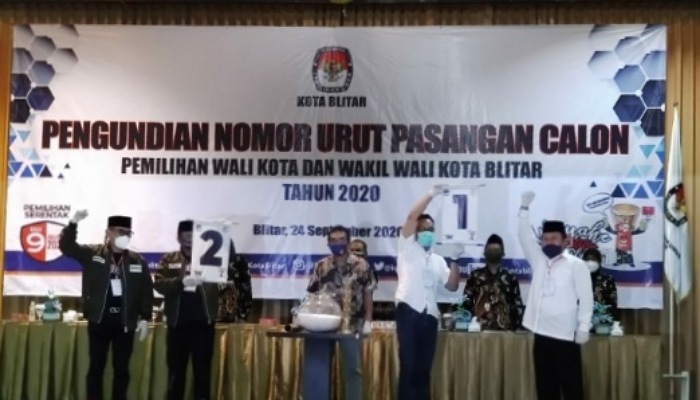 KOTA BLITAR
PENGUNDIAN NOMOR URUT PASANGAN CALON
PEMILIHAN WALI KOTA DAN WAKIL WALI KOTA BLITAR
TAHUN 2020
PEMILIHAN
SERENTAK
9
Blitar, 24 September 2020
2
1